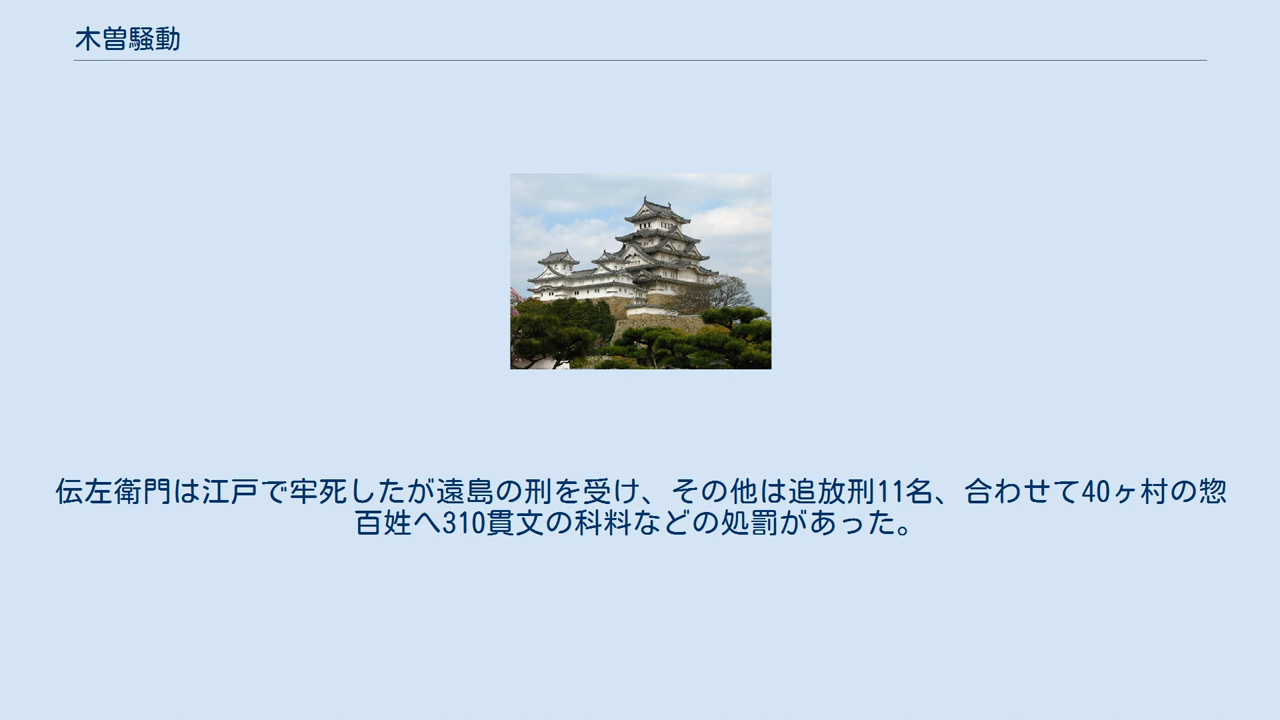 木曽騒動
伝左衛門は江戸で牢死したが遠島の刑を受け、その他は追放刑11名、合わせて40ヶ村の惣
百姓へ310貫文の科料などの処罰があった。